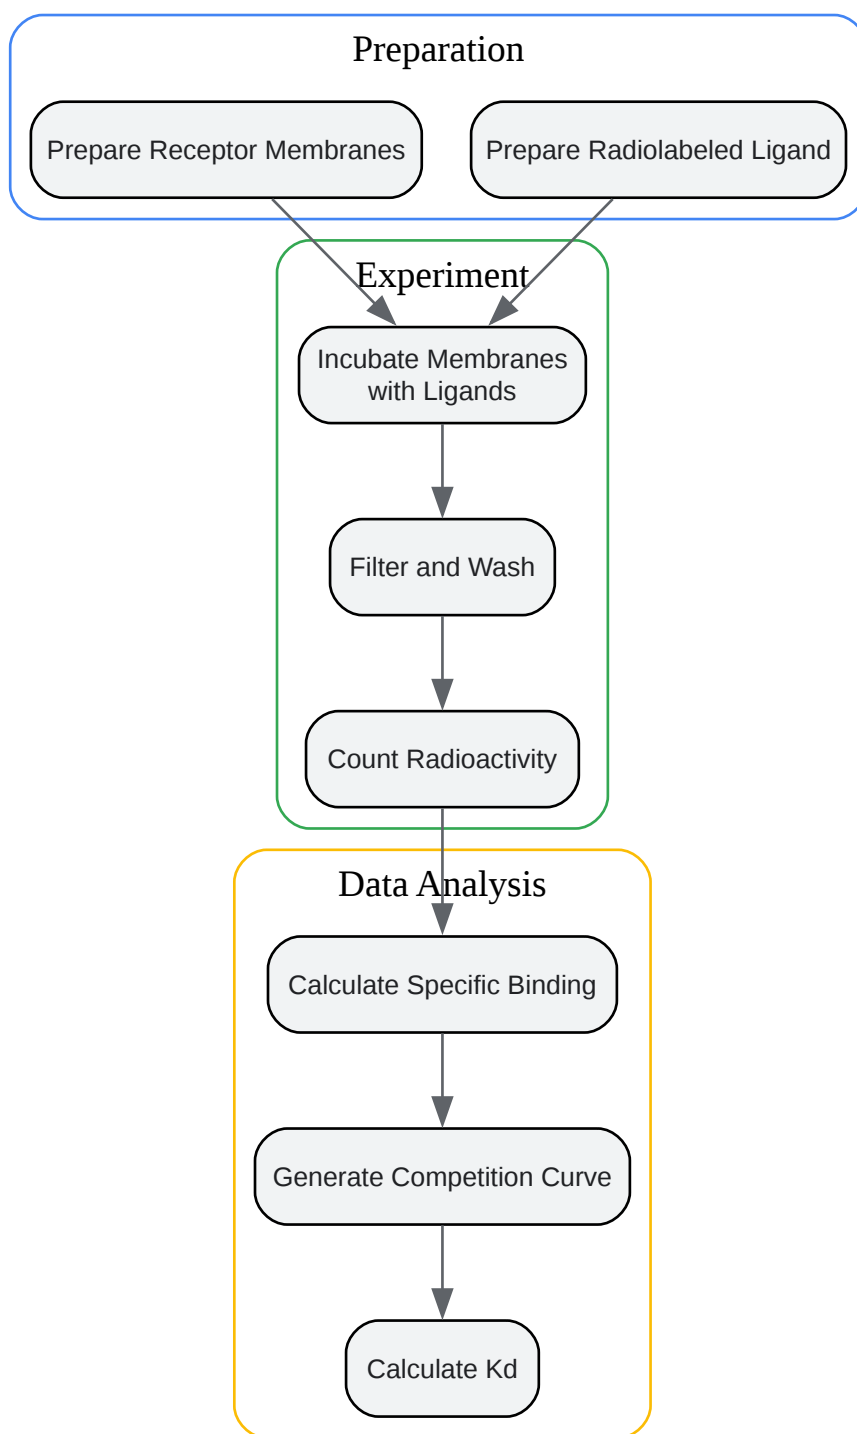 Preparation
Prepare Receptor Membranes
Prepare Radiolabeled Ligand
Experiment
Incubate Membranes
with Ligands
Filter and Wash
Count Radioactivity
Data Analysis
Calculate Specific Binding
Generate Competition Curve
Calculate Kd